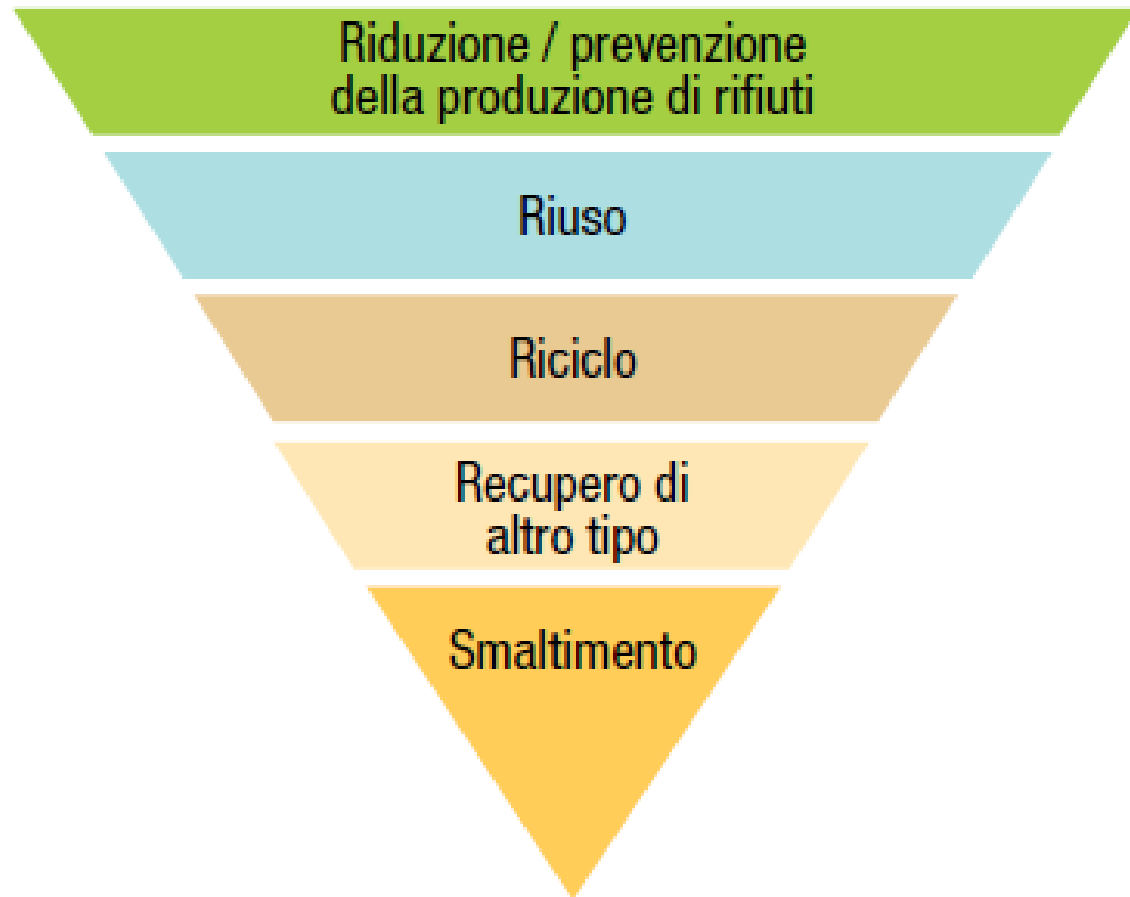 Riduzione / prevenzione
della produzione di rifiuti
Riuso
Riciclo
Recupero di
altro tipo
Smaltimento